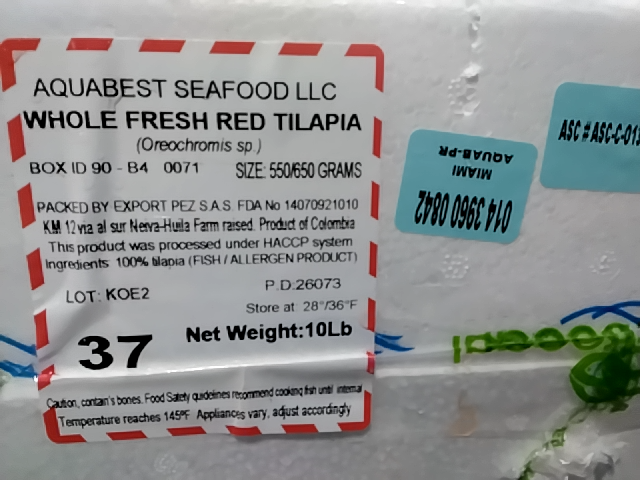 AQUABEST SEAFOOD LLC
WHOLE FRESH RED TILAPIA
(Oreochromis sp.)
BOX ID 90 - B4 0071 SIZE: 550/650 GRAMS
PACKED BY EXPORT PEZ S.A.S. FDA No 14070921010
KM 12 via al sur Neiva-Huila Farm raised. Product of Colombia
This product was processed under HACCP system
Ingredients: 100% tilapia (FISH / ALLERGEN PRODUCT)
P.D:26073
LOT: KOE2
Store at: 28°/36°F
37 Net Weight:10Lb
Caution, contain's bones. Food Safety guidelines recommend cooking fish until internal
Temperature reaches 145ºF. Appliances vary, adjust accordingly
014 3960 0842
MIAMI
AQUAB-PR
ASC # ASC-C-013